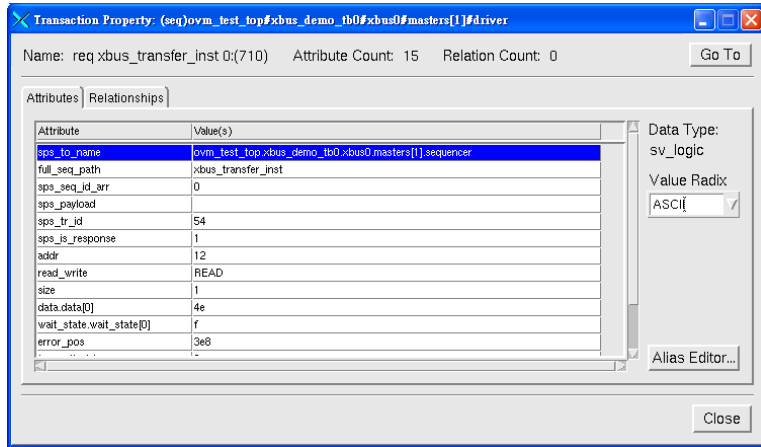 Transaction Property: (seq)ovm_test_top#xbus_demo_tb0#xbus0#masters[1]#driver
Name: req xbus_transfer_inst 0:(710) Attribute Count: 15 Relation Count: 0 Go To
Attributes Relationships
Attribute Value(s)
sps_to_name ovm_test_top.xbus_demo_tb0.xbus0.masters[1].sequencer
full_seq_path xbus_transfer_inst
sps_seq_id_arr 0
sps_payload
sps_tr_id 54
sps_is_response 1
addr 12
read_write READ
size 1
data.data[0] 4e
wait_state.wait_state[0] f
error_pos 3e8
Data Type:
sv_logic
Value Radix
ASCII
Alias Editor...
Close